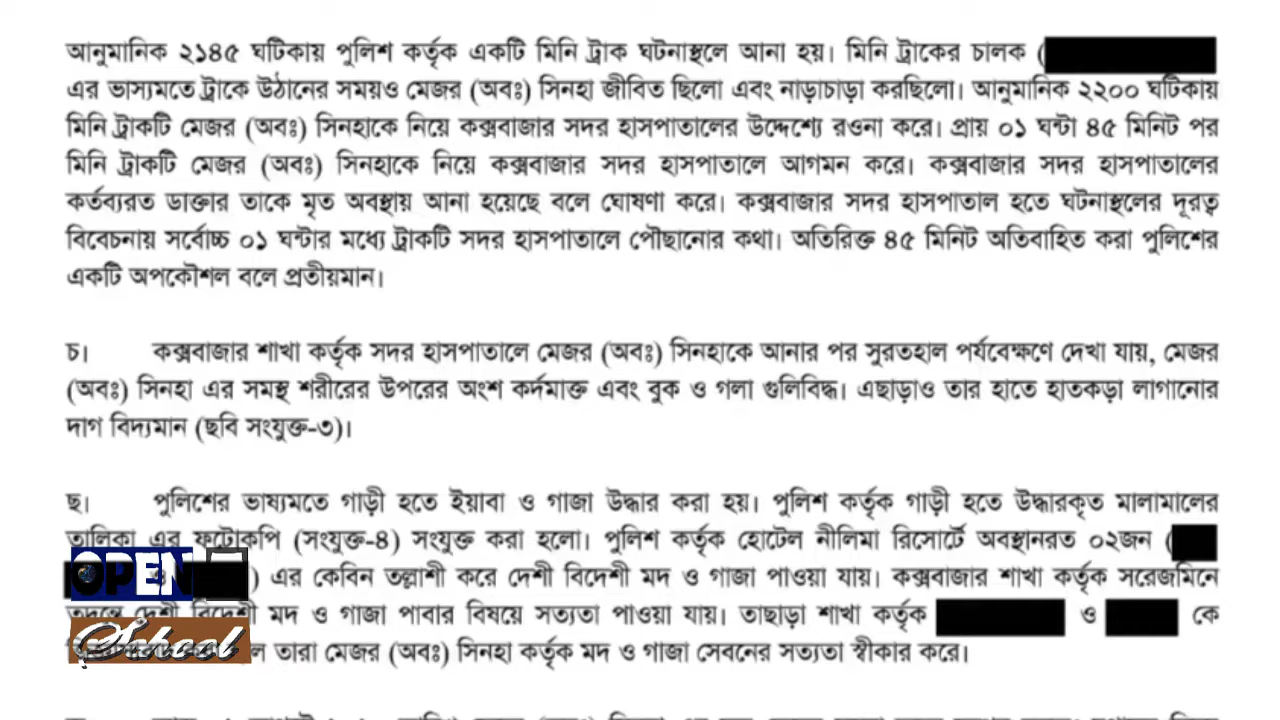 আনুমানিক ২১৪৫ ঘটিকায় পুলিশ কর্তৃক একটি মিনি ট্রাক ঘটনাস্থলে আনা হয়। মিনি ট্রাকের চালক (
এর ভাস্যমতে ট্রাকে উঠানের সময়ও মেজর (অবঃ) সিনহা জীবিত ছিলো এবং নাড়াচাড়া করছিলো। আনুমানিক ২২০০ ঘটিকায়
মিনি ট্রাকটি মেজর (অবঃ) সিনহাকে নিয়ে কক্সবাজার সদর হাসপাতালের উদ্দেশ্যে রওনা করে। প্রায় ০১ ঘন্টা ৪৫ মিনিট পর
মিনি ট্রাকটি মেজর (অবঃ) সিনহাকে নিয়ে কক্সবাজার সদর হাসপাতালে আগমন করে। কক্সবাজার সদর হাসপাতালের
কর্তব্যরত ডাক্তার তাকে মৃত অবস্থায় আনা হয়েছে বলে ঘোষণা করে। কক্সবাজার সদর হাসপাতাল হতে ঘটনাস্থলের দূরত্ব
বিবেচনায় সর্বোচ্চ ০১ ঘন্টার মধ্যে ট্রাকটি সদর হাসপাতালে পৌছানোর কথা। অতিরিক্ত ৪৫ মিনিট অতিবাহিত করা পুলিশের
একটি অপকৌশল বলে প্রতীয়মান।
চ। কক্সবাজার শাখা কর্তৃক সদর হাসপাতালে মেজর (অবঃ) সিনহাকে আনার পর সুরতহাল পর্যবেক্ষণে দেখা যায়, মেজর
(অবঃ) সিনহা এর সমস্থ শরীরের উপরের অংশ কর্দমাক্ত এবং বুক ও গলা গুলিবিদ্ধ। এছাড়াও তার হাতে হাতকড়া লাগানোর
দাগ বিদ্যমান (ছবি সংযুক্ত-৩)।
ছ। পুলিশের ভাষ্যমতে গাড়ী হতে ইয়াবা ও গাজা উদ্ধার করা হয়। পুলিশ কর্তৃক গাড়ী হতে উদ্ধারকৃত মালামালের
তালিকা এর ফটোকপি (সংযুক্ত-৪) সংযুক্ত করা হলো। পুলিশ কর্তৃক হোটেল নীলিমা রিসোর্টে অবস্থানরত ০২জন (
OPEN ) এর কেবিন তল্লাশী করে দেশী বিদেশী মদ ও গাজা পাওয়া যায়। কক্সবাজার শাখা কর্তৃক সরেজমিনে
তদন্তে দেশী বিদেশী মদ ও গাজা পাবার বিষয়ে সত্যতা পাওয়া যায়। তাছাড়া শাখা কর্তৃক ও কে
School তারা মেজর (অবঃ) সিনহা কর্তৃক মদ ও গাজা সেবনের সত্যতা স্বীকার করে।